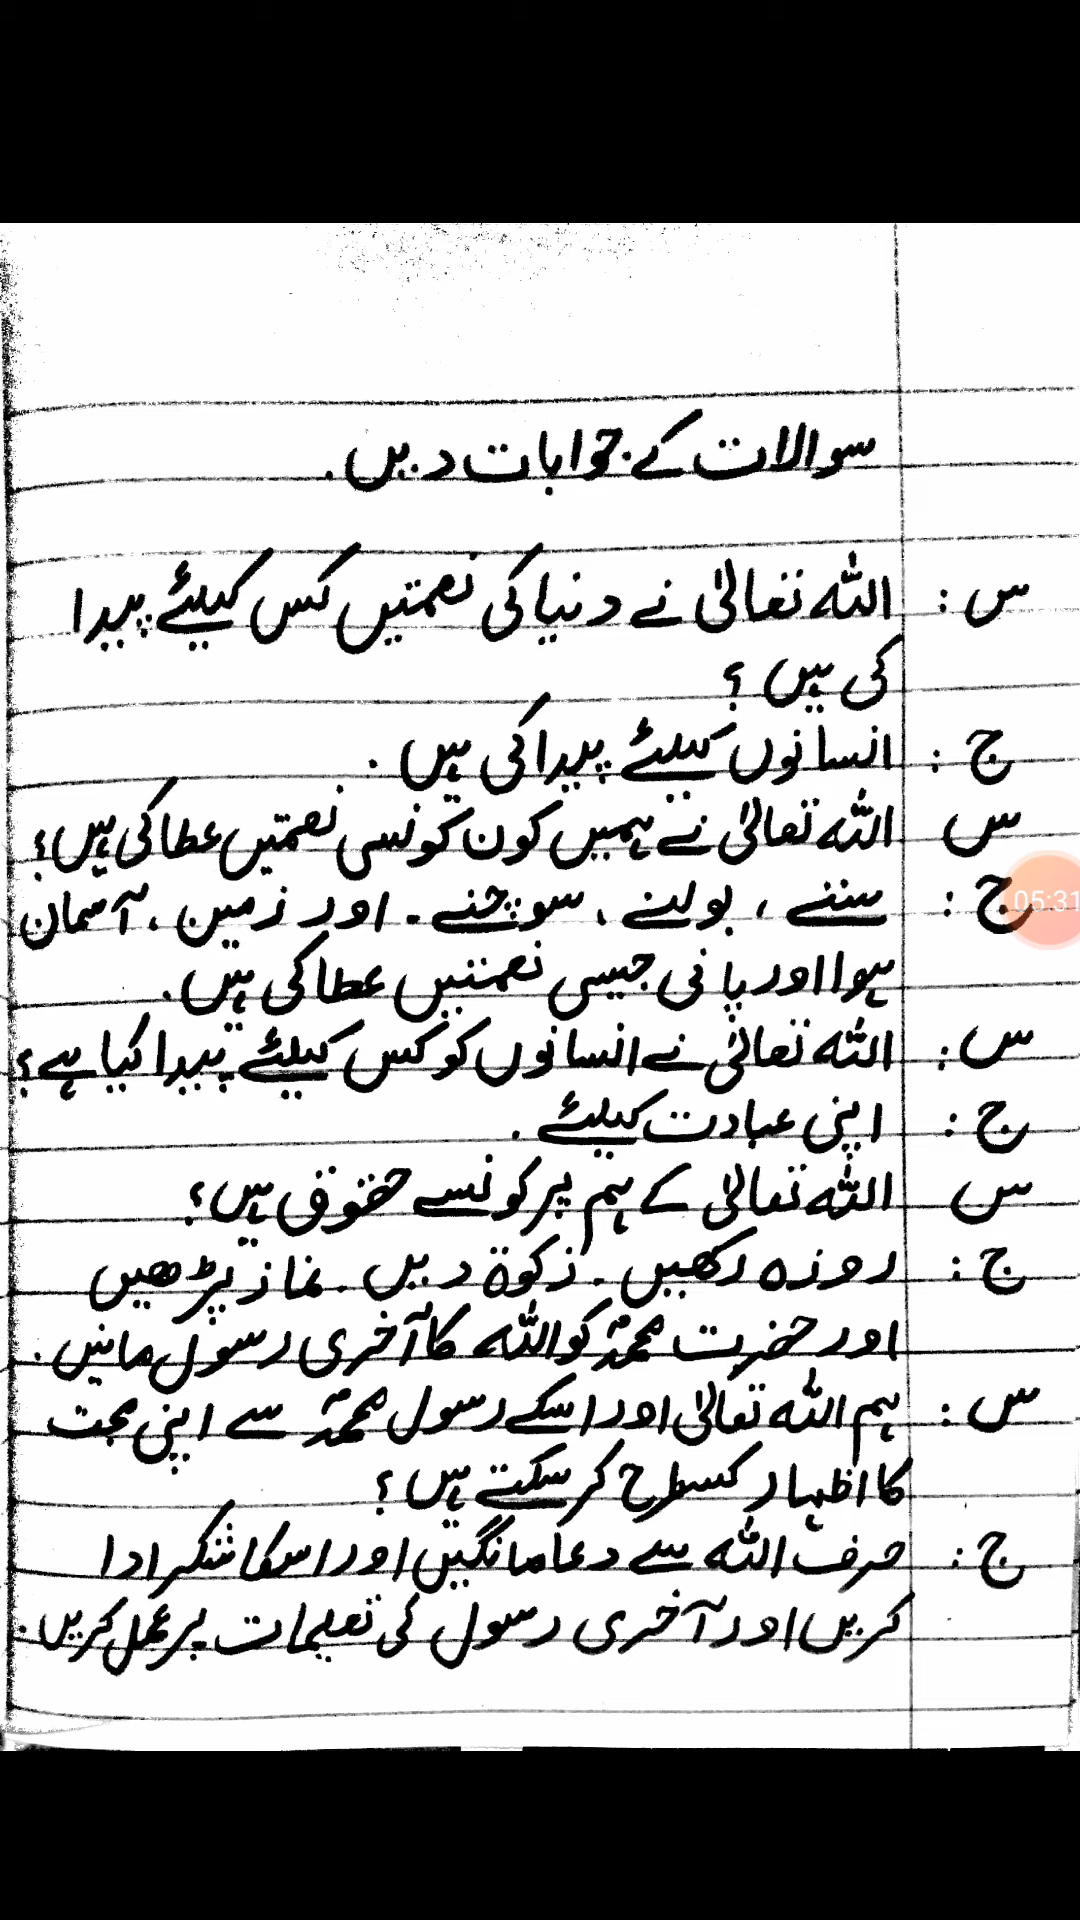 سوالات کے جوابات دیں.
س : اللہ تعالیٰ نے دنیا کی نعمتیں کس کیلئے پیدا
کی ہیں ؟
ج : انسانوں کیلئے پیدا کی ہیں .
س اللہ تعالیٰ نے ہمیں کون کونسی نعمتیں عطا کی ہیں؟
ج : سننے ، بولنے ، سوچنے . اور زمین ، آسمان
ہوا اور پانی جیسی نعمتیں عطا کی ہیں.
س : اللہ تعالیٰ نے انسانوں کو کس کیلئے پیدا کیا ہے؟
ج : اپنی عبادت کیلئے .
س اللہ تعالیٰ کے ہم پر کونسے حقوق ہیں؟
ج : روزہ رکھیں . زکوۃ دیں . نماز پڑھیں
اور حضرت محمدؐ کو اللہ کا آخری رسول مانیں .
س : ہم اللہ تعالیٰ اور اسکے رسول محمدؐ سے اپنی محبت
کا اظہار کسطرح کر سکتے ہیں ؟
ج : صرف اللہ سے دعا مانگیں اور اسکا شکر ادا
کریں اور آخری رسول کی تعلیمات پر عمل کریں.
05:31